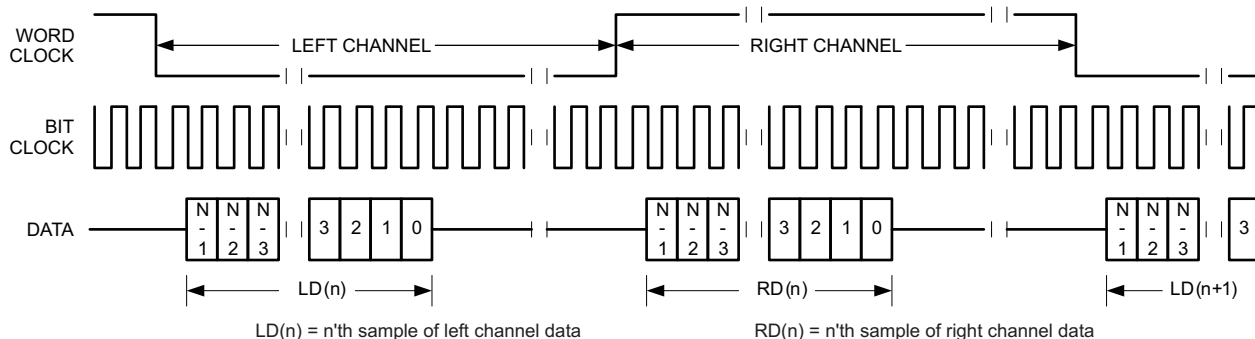 WORD
CLOCK
LEFT CHANNEL
RIGHT CHANNEL
BIT
CLOCK
DATA
N-1 N-2 N-3 3 2 1 0 N-1 N-2 N-3 3 2 1 0 N-1 N-2 N-3 3
LD(n) RD(n) LD(n+1)
LD(n) = n'th sample of left channel data
RD(n) = n'th sample of right channel data